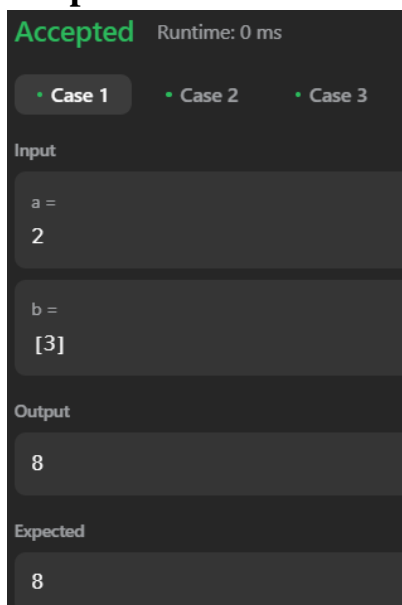 Accepted Runtime: 0 ms
• Case 1 • Case 2 • Case 3
Input
a =
2
b =
[3]
Output
8
Expected
8